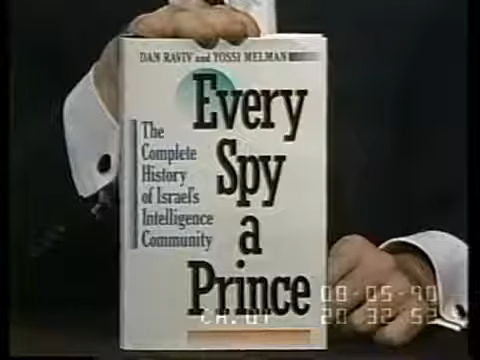 DAN RAVIV and YOSSI MELMAN
Every
Spy
a
Prince
The
Complete
History
of Israel's
Intelligence
Community
08-05-90
CH.01 20:32:52